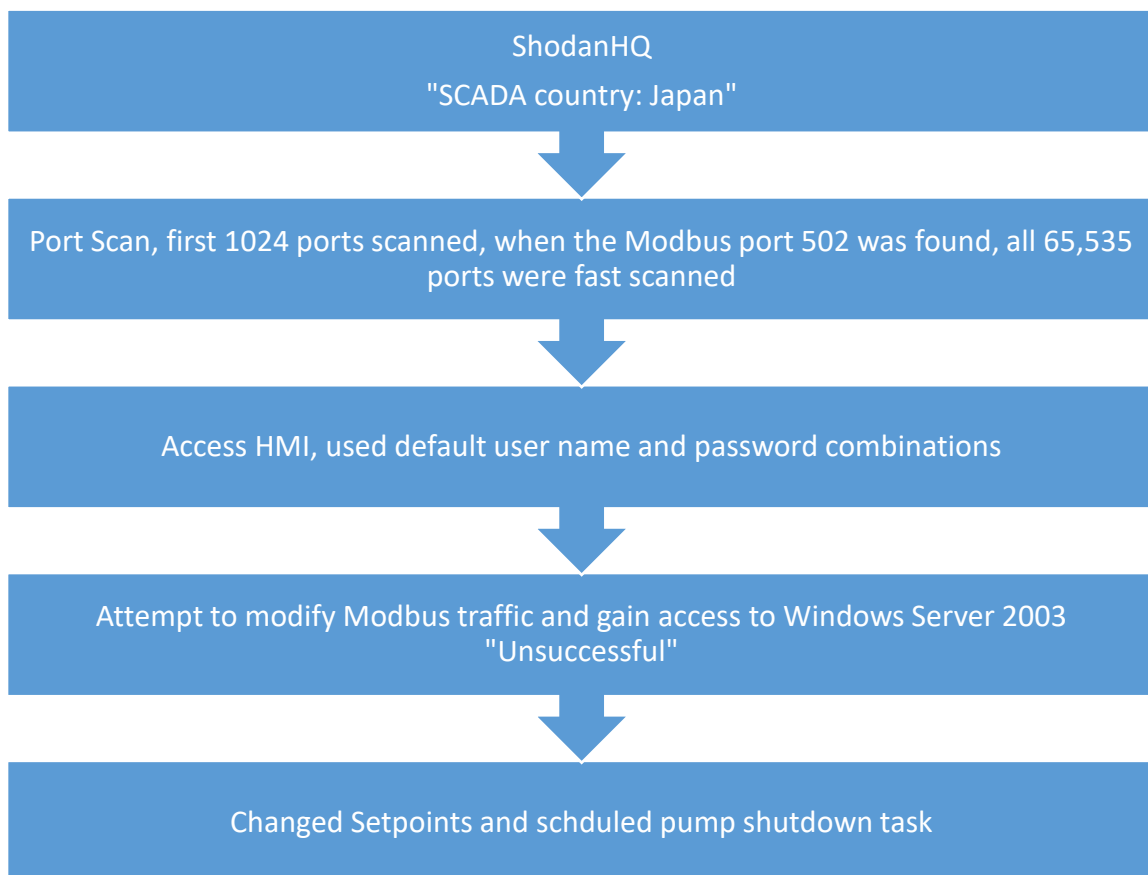 ShodanHQ
"SCADA country: Japan"
Port Scan, first 1024 ports scanned, when the Modbus port 502 was found, all 65,535
ports were fast scanned
Access HMI, used default user name and password combinations
Attempt to modify Modbus traffic and gain access to Windows Server 2003
"Unsuccessful"
Changed Setpoints and schduled pump shutdown task